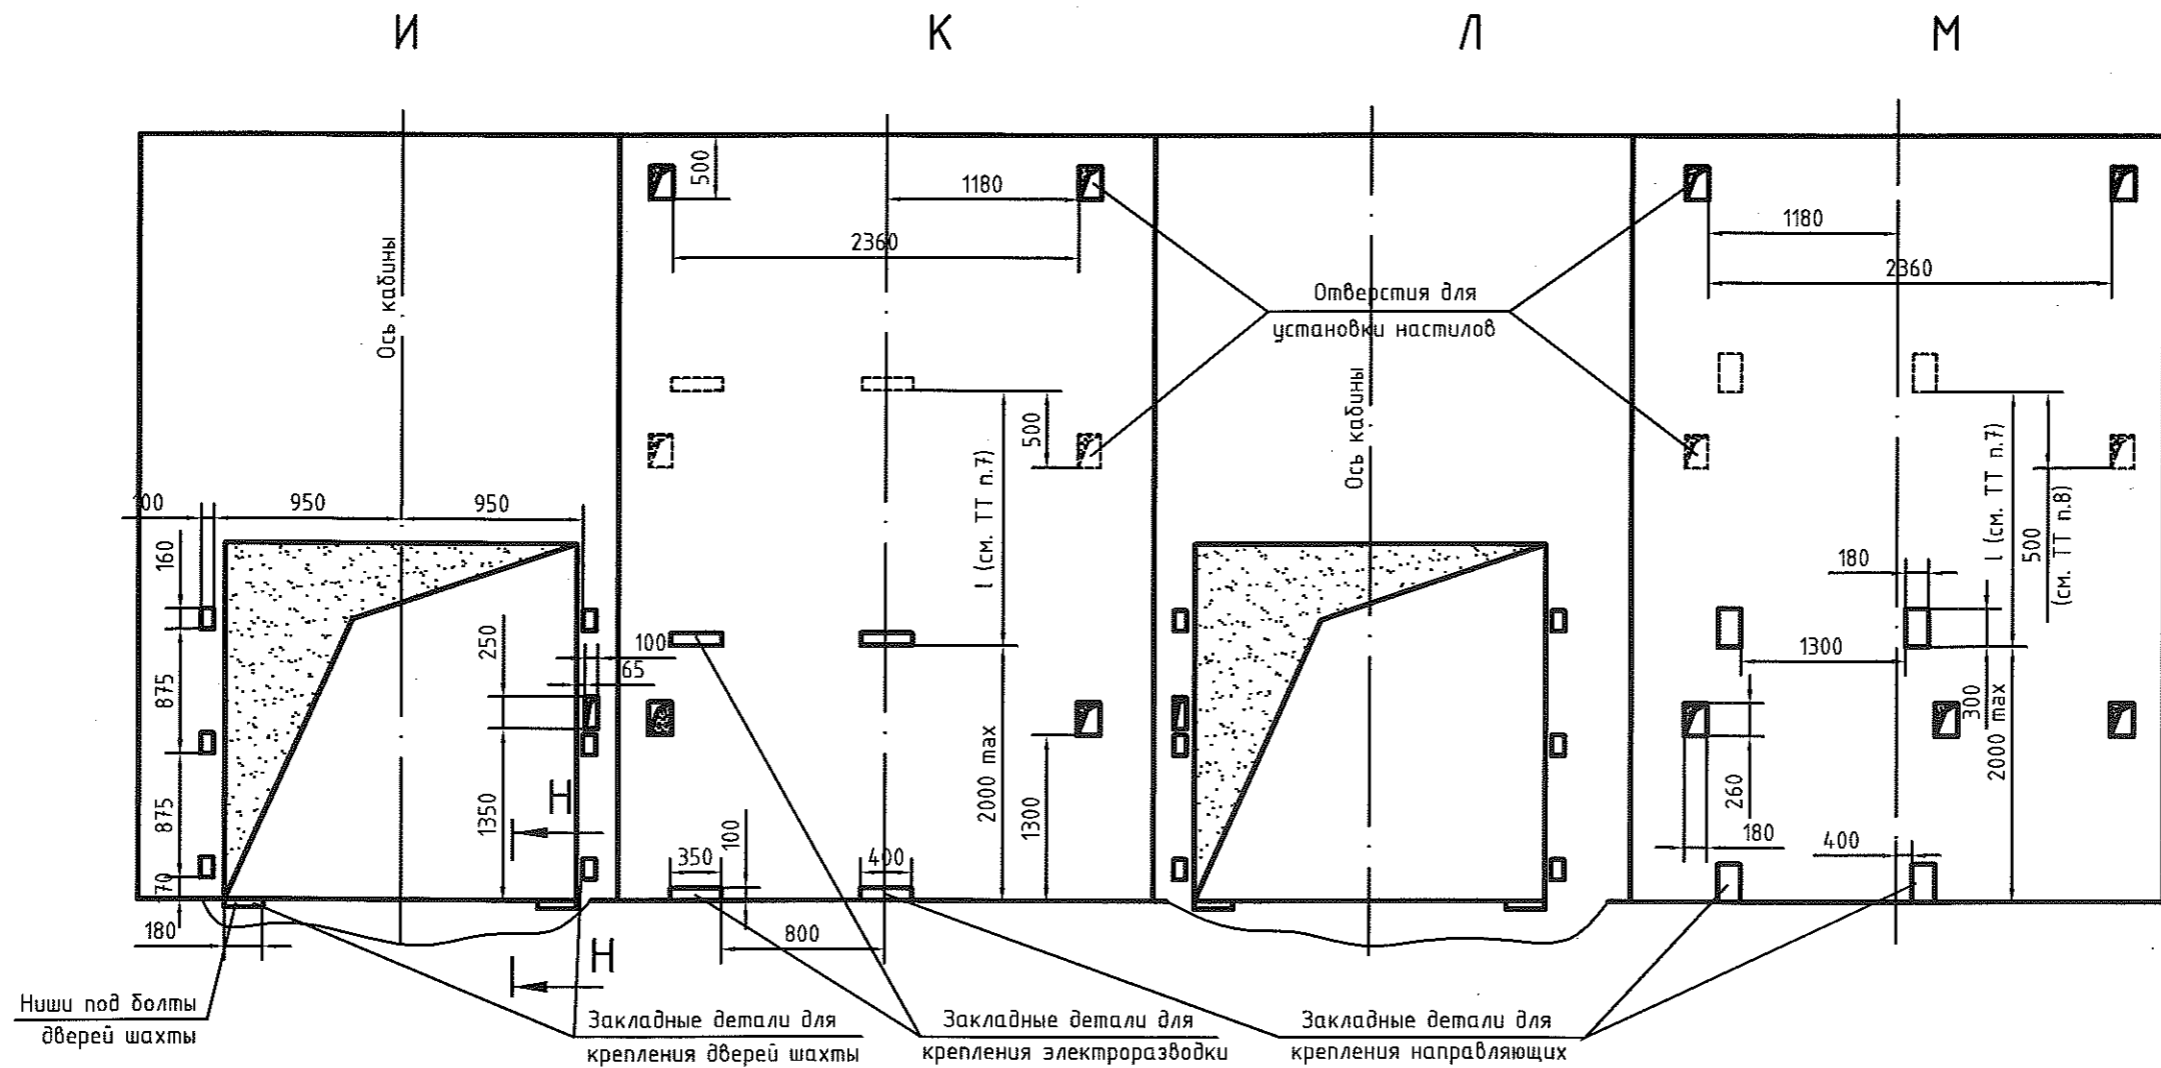 И
К
Л
М
500
1180
2360
1180
2360
Ось кабины
Отверстия для
установки настилов
Ось кабины
500
l (см. ТТ п.7)
l (см. ТТ п.7)
500
(см. ТТ п.8)
950
950
160
875
875
70
180
250
100
65
1350
Н
Н
2000 max
1300
350
100
400
800
180
1300
300
2000 max
260
180
400
Ниши под болты
дверей шахты
Закладные детали для
крепления дверей шахты
Закладные детали для
крепления электроразводки
Закладные детали для
крепления направляющих